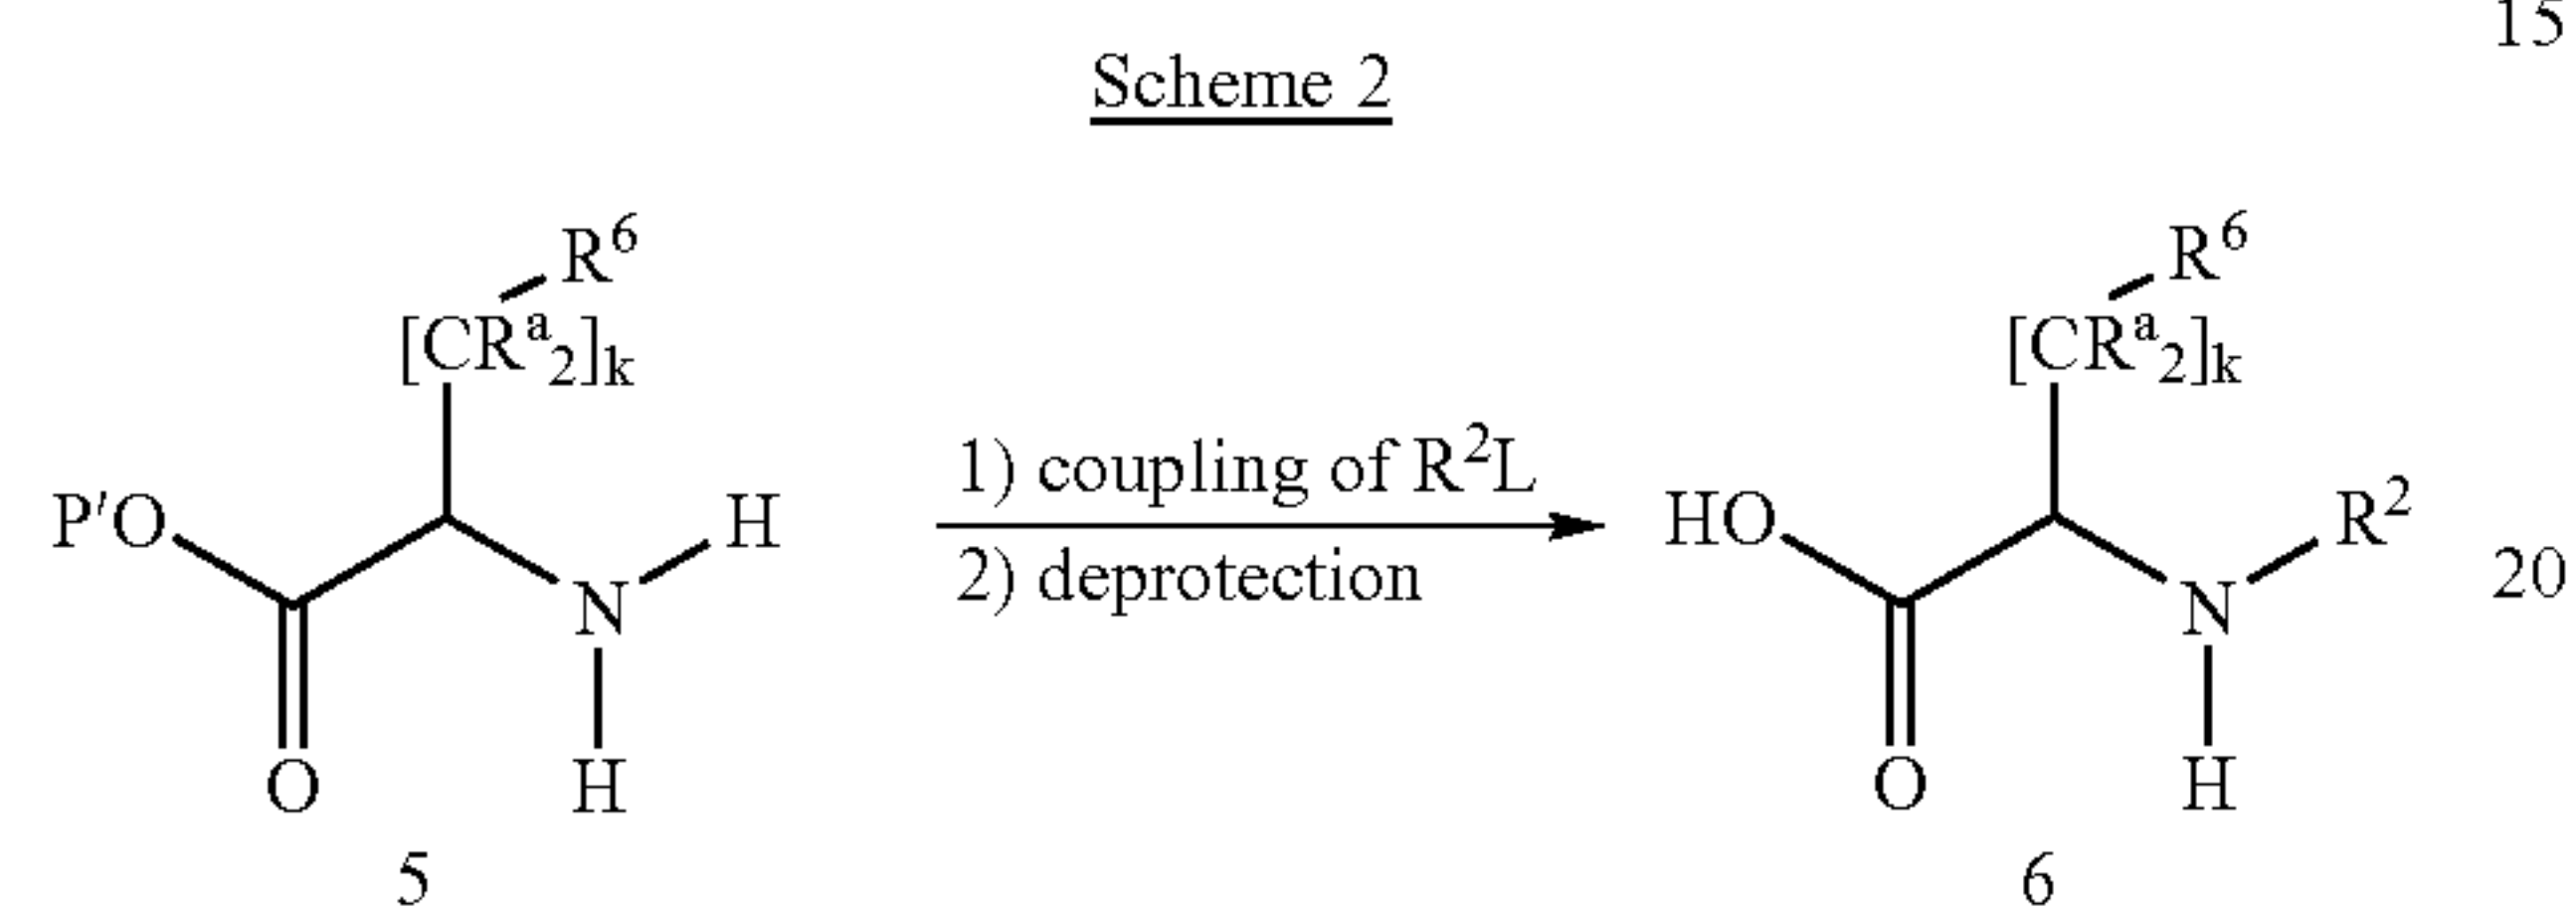 15
Scheme 2
R⁶ R⁶
[CRᵃ₂]ₖ [CRᵃ₂]ₖ
1) coupling of R²L
P′O H HO R²
2) deprotection 20
N N
O H O H
5 6